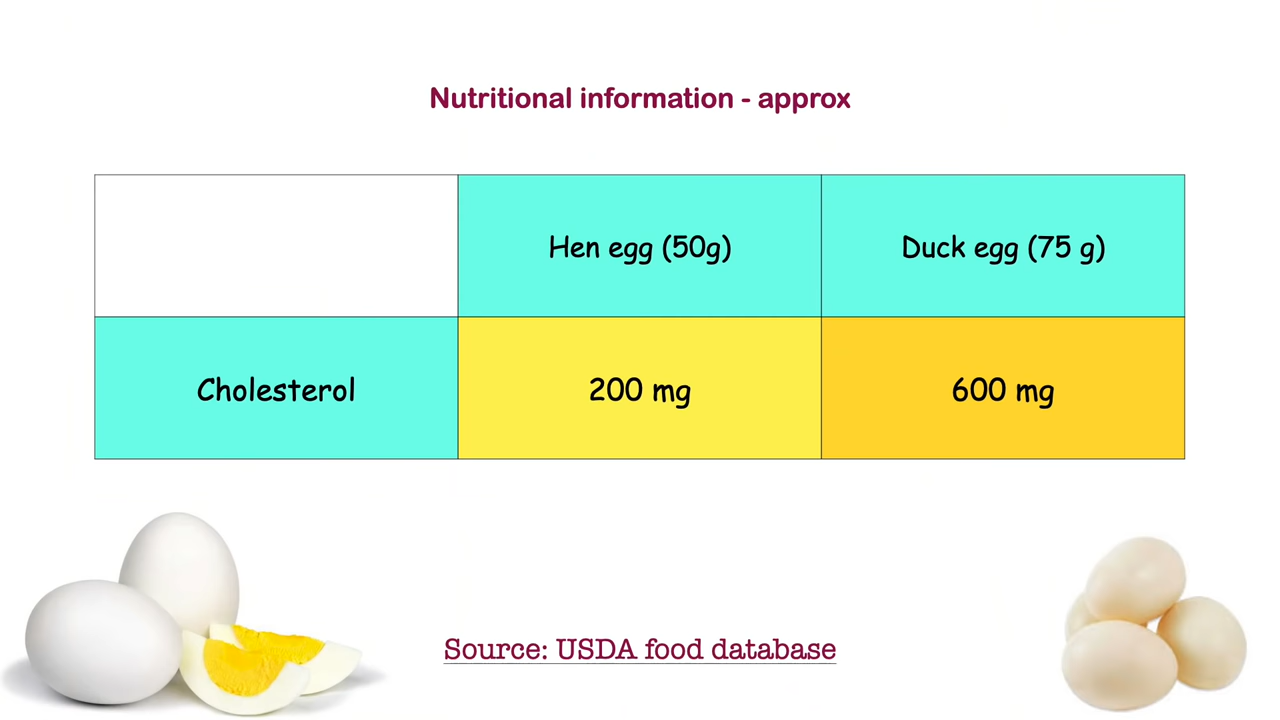 Nutritional information - approx
Hen egg (50g)
Duck egg (75 g)
Cholesterol
200 mg
600 mg
Source: USDA food database